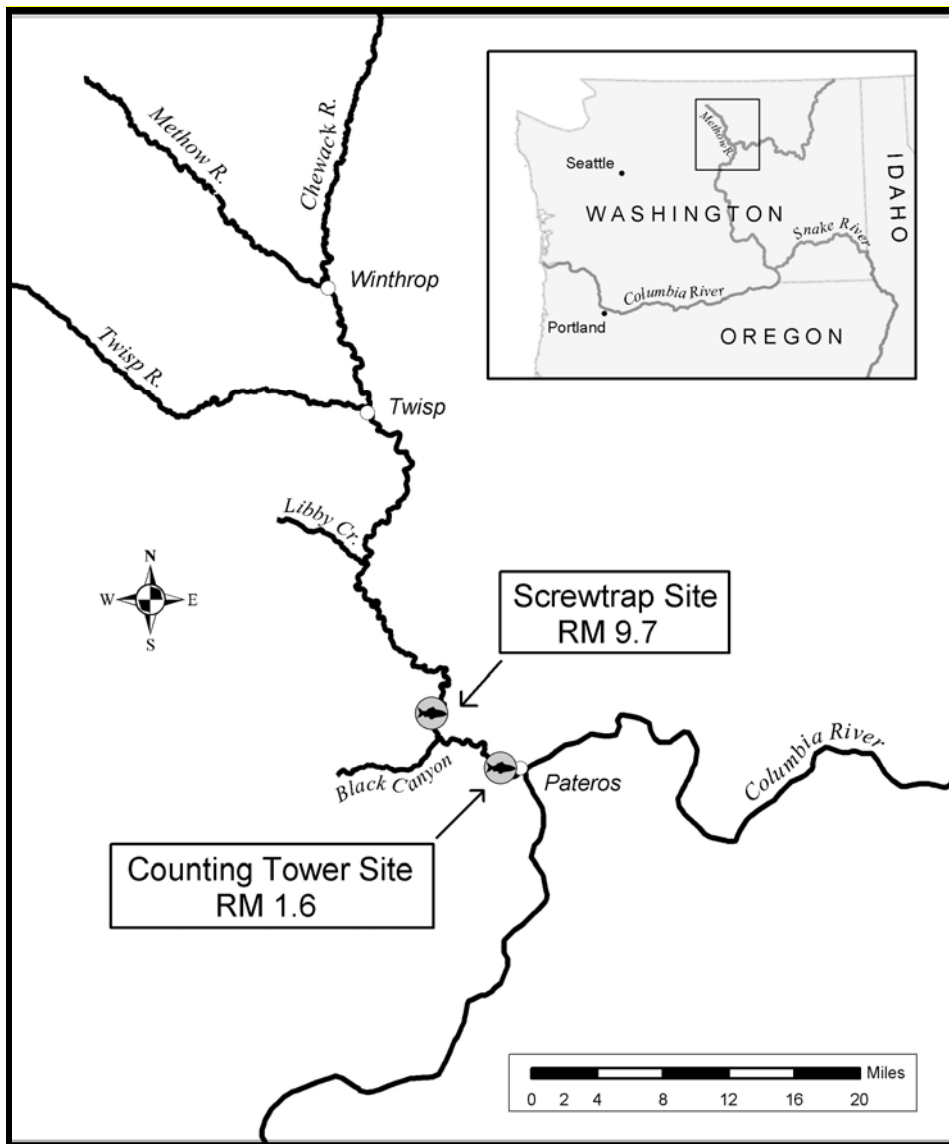 Methow R.
Chewack R.
Winthrop
Twisp R.
Twisp
Libby Cr.
N
W
E
S
Screwtrap Site
RM 9.7
Black Canyon
Pateros
Columbia River
Counting Tower Site
RM 1.6
Methow R.
Seattle
WASHINGTON
IDAHO
Snake River
Columbia River
Portland
OREGON
Miles
0 2 4 8 12 16 20